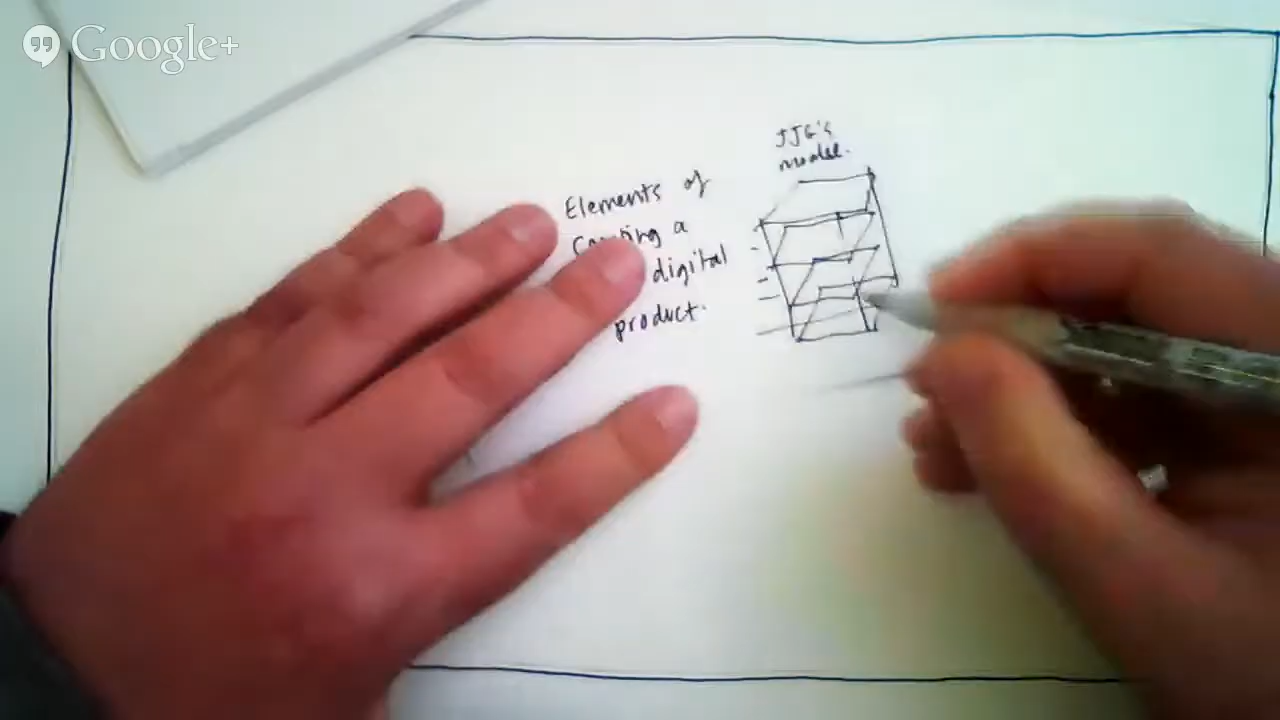 Google+
JJG's
model.
Elements of
a
digital
product.